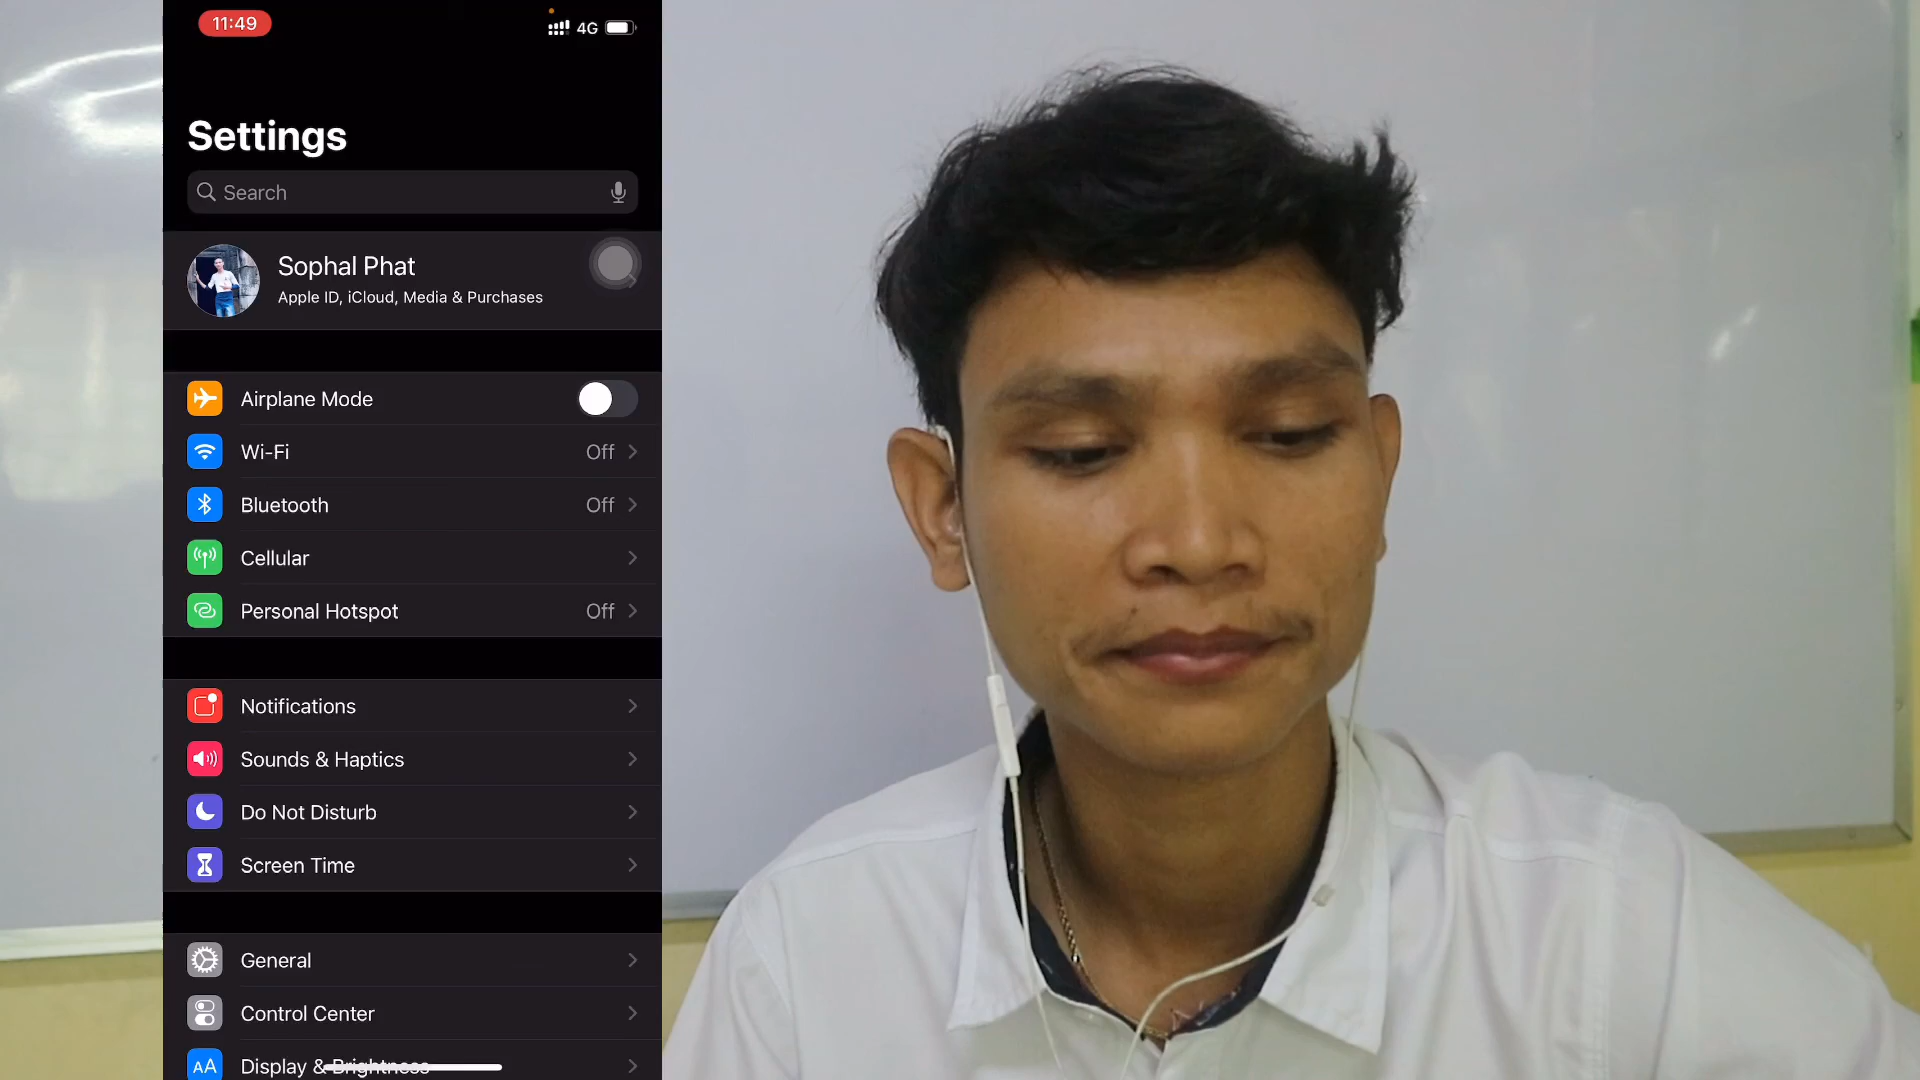 11:49
4G
Settings
Search
Sophal Phat
Apple ID, iCloud, Media & Purchases
Airplane Mode
Wi-Fi Off
Bluetooth Off
Cellular
Personal Hotspot Off
Notifications
Sounds & Haptics
Do Not Disturb
Screen Time
General
Control Center
AA Display & Brightness